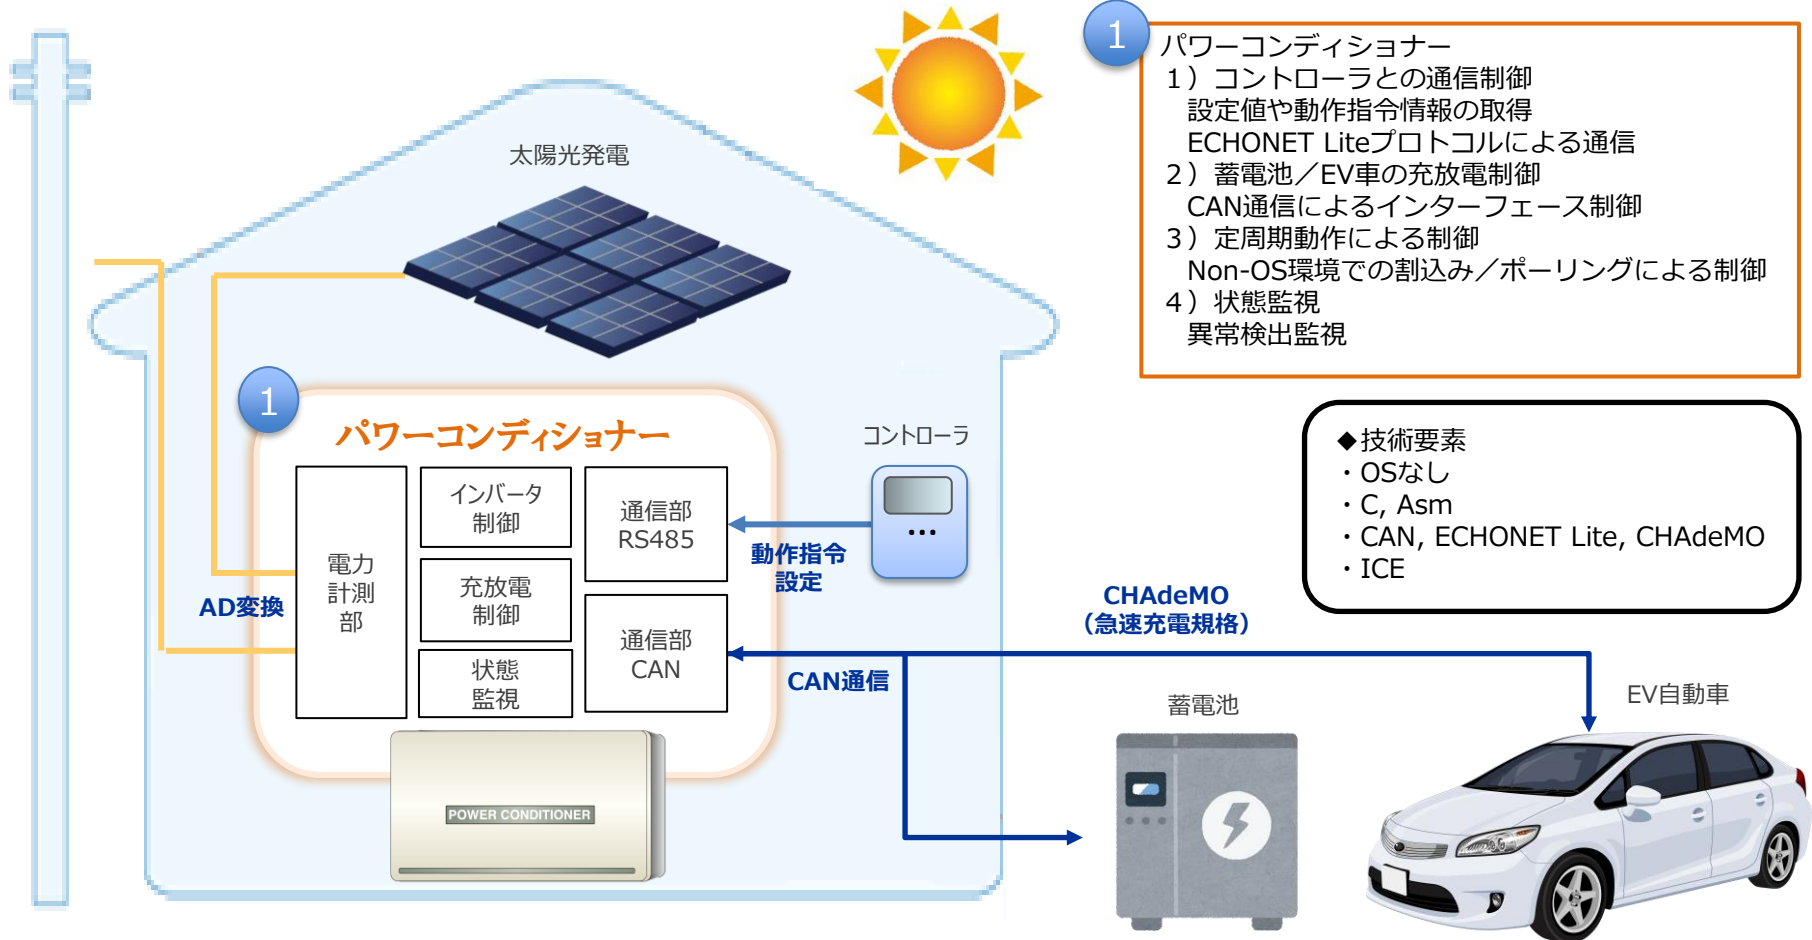 1
パワーコンディショナー
１）コントローラとの通信制御
設定値や動作指令情報の取得
ECHONET Liteプロトコルによる通信
２）蓄電池／EV車の充放電制御
CAN通信によるインターフェース制御
３）定周期動作による制御
Non-OS環境での割込み／ポーリングによる制御
４）状態監視
異常検出監視
太陽光発電
1
パワーコンディショナー
コントローラ
電力
計測
部
インバータ
制御
充放電
制御
状態
監視
通信部
RS485
通信部
CAN
AD変換
動作指令
設定
CAN通信
CHAdeMO
（急速充電規格）
◆技術要素
・OSなし
・C, Asm
・CAN, ECHONET Lite, CHAdeMO
・ICE
蓄電池
EV自動車
POWER CONDITIONER